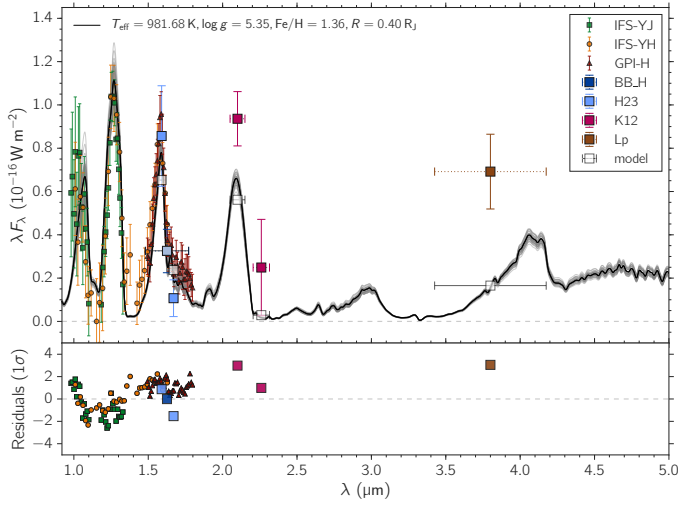 T_eff = 981.68 K, log g = 5.35, Fe/H = 1.36, R = 0.40 R_J
IFS-YJ
IFS-YH
GPI-H
BB_H
H23
K12
Lp
model
λF_λ (10^−16 W m^−2)
1.4
1.2
1.0
0.8
0.6
0.4
0.2
0.0
Residuals (1σ)
4
2
0
−2
−4
1.0 1.5 2.0 2.5 3.0 3.5 4.0 4.5 5.0
λ (μm)